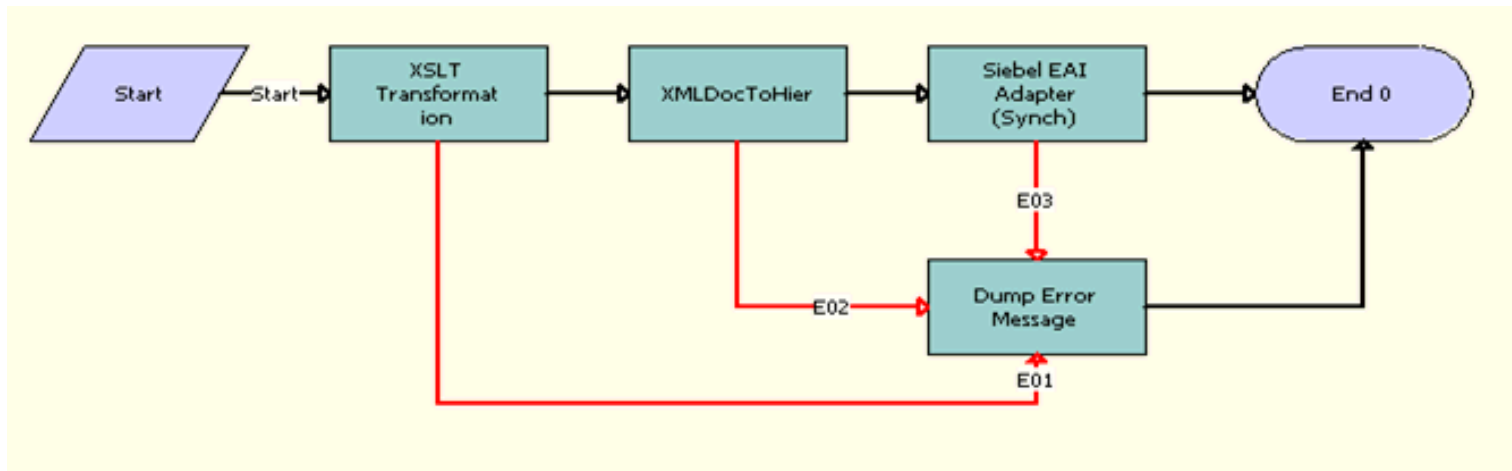 Start
Start
XSLT
Transformat
ion
XMLDocToHier
Siebel EAI
Adapter
(Synch)
End 0
E03
E02
Dump Error
Message
E01